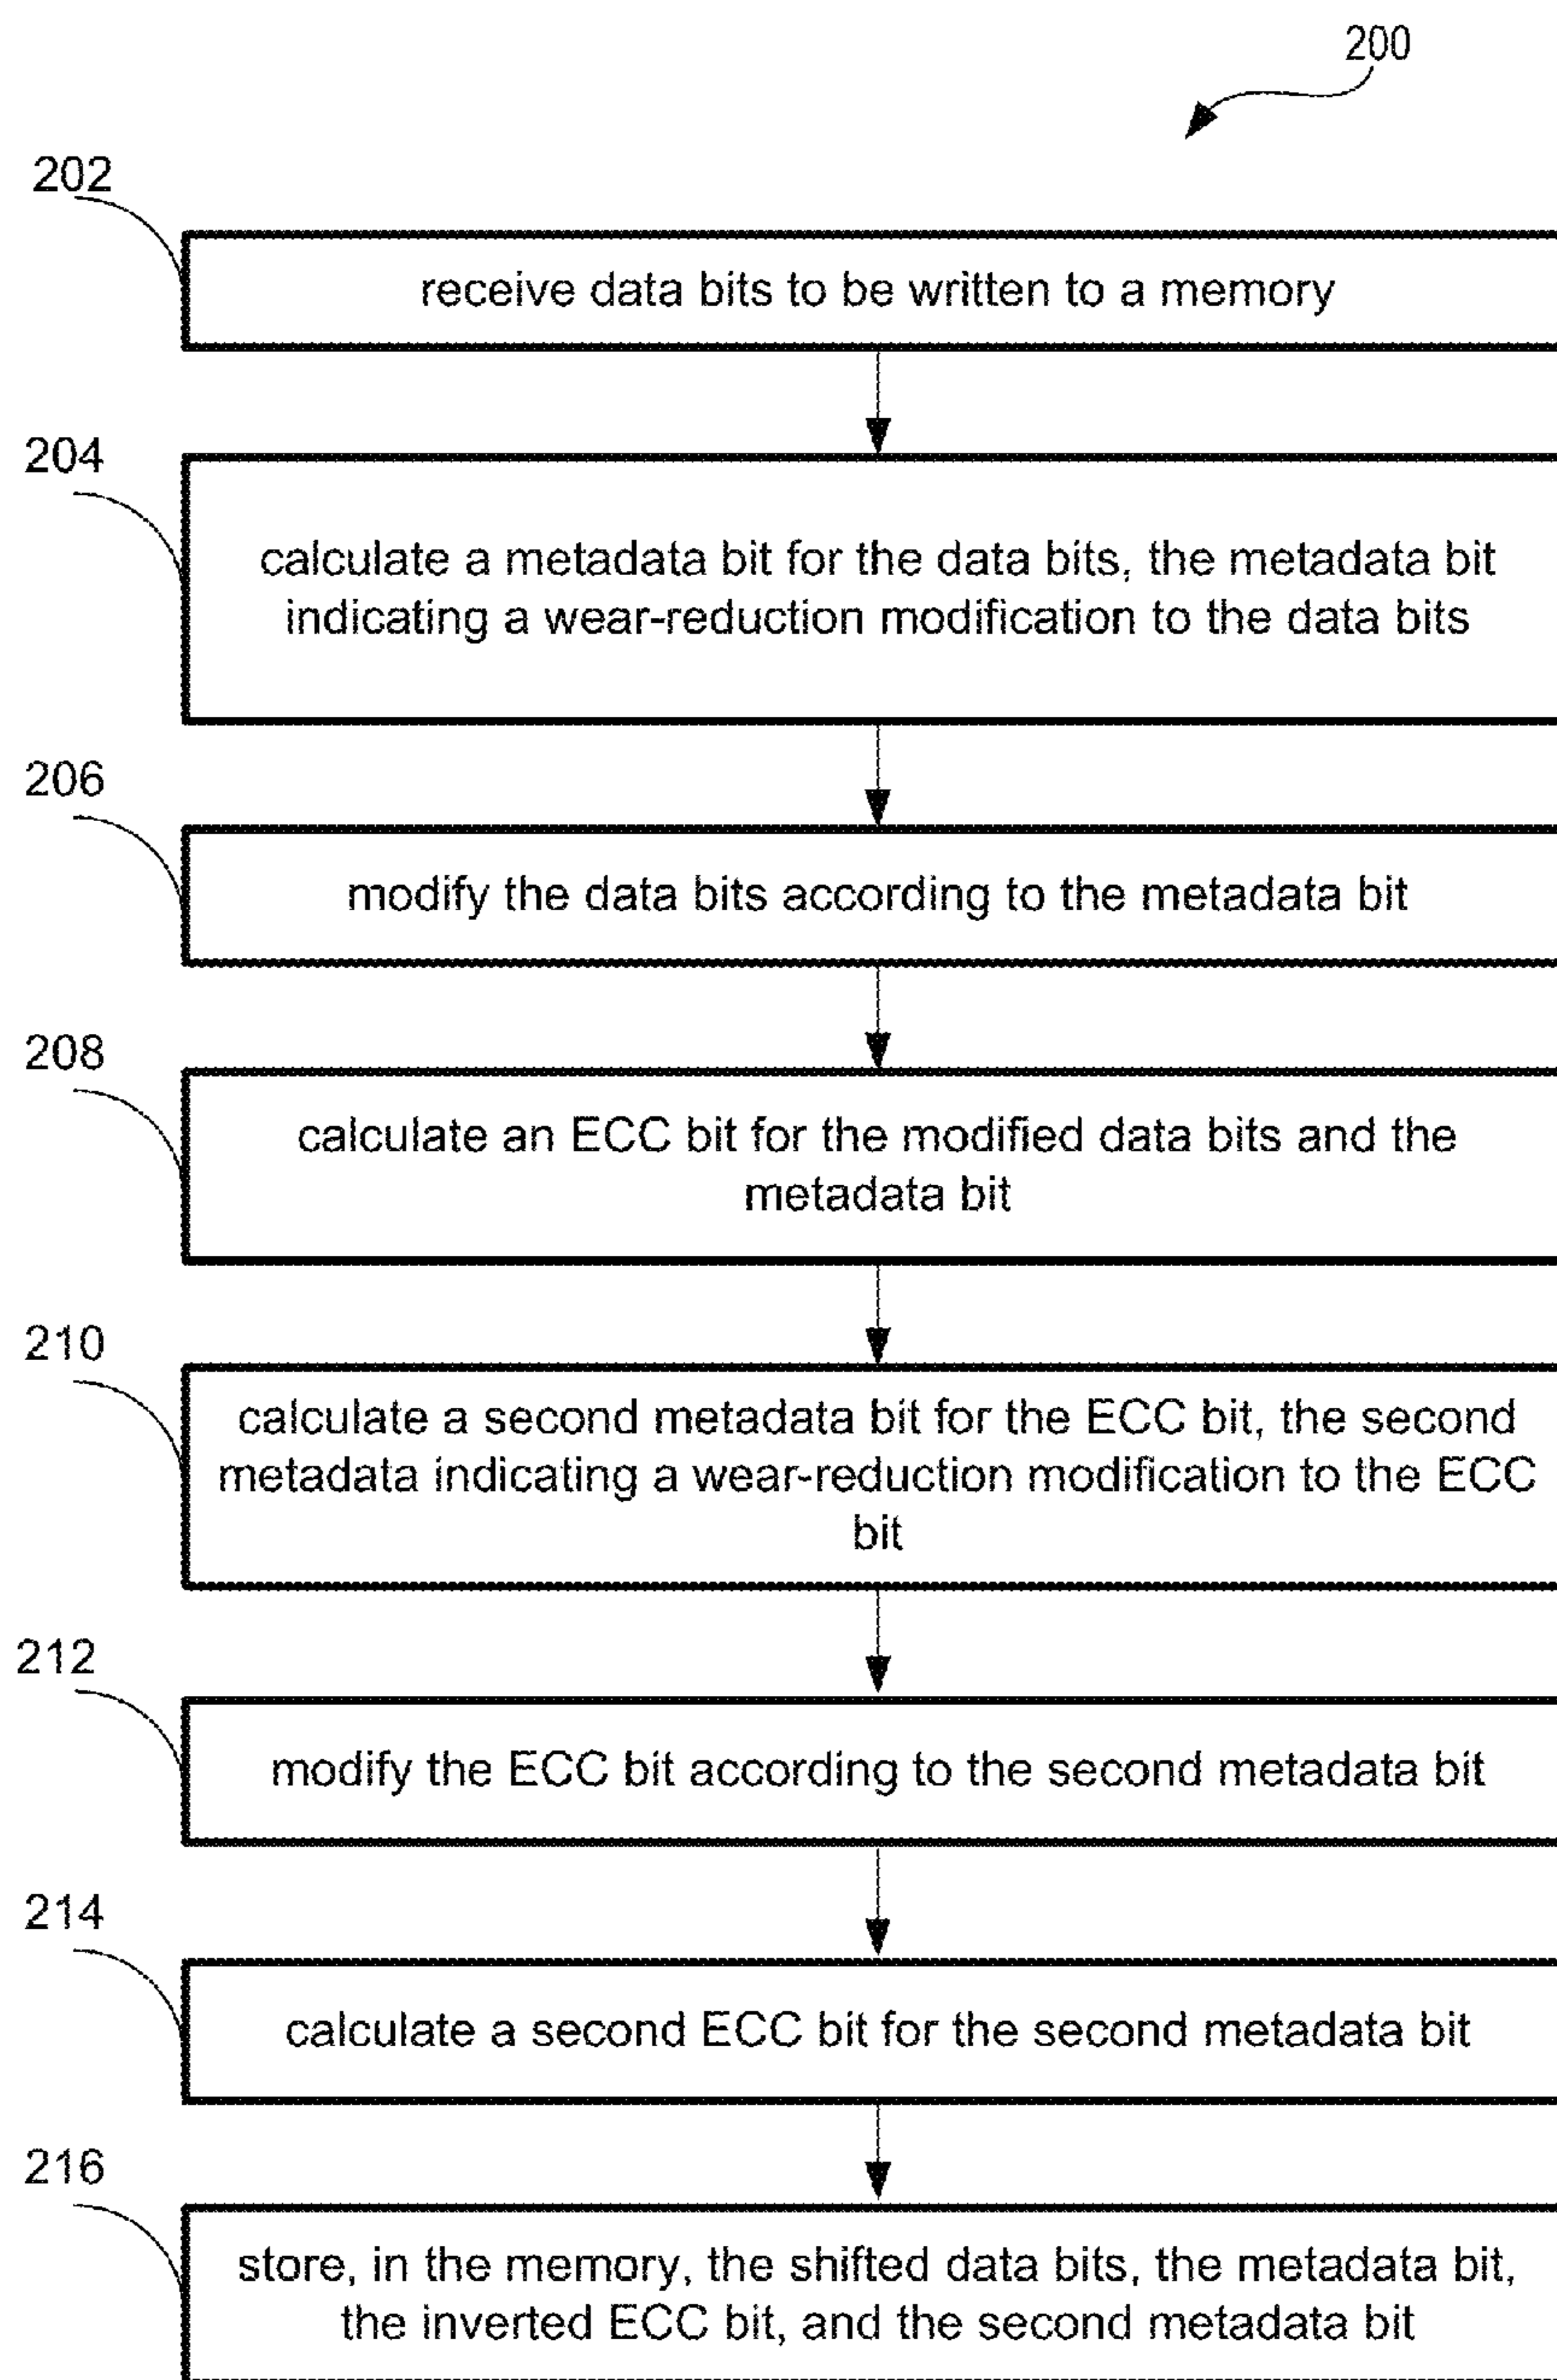 200
202
receive data bits to be written to a memory
204
calculate a metadata bit for the data bits, the metadata bit
indicating a wear-reduction modification to the data bits
206
modify the data bits according to the metadata bit
208
calculate an ECC bit for the modified data bits and the
metadata bit
210
calculate a second metadata bit for the ECC bit, the second
metadata indicating a wear-reduction modification to the ECC
bit
212
modify the ECC bit according to the second metadata bit
214
calculate a second ECC bit for the second metadata bit
216
store, in the memory, the shifted data bits, the metadata bit,
the inverted ECC bit, and the second metadata bit